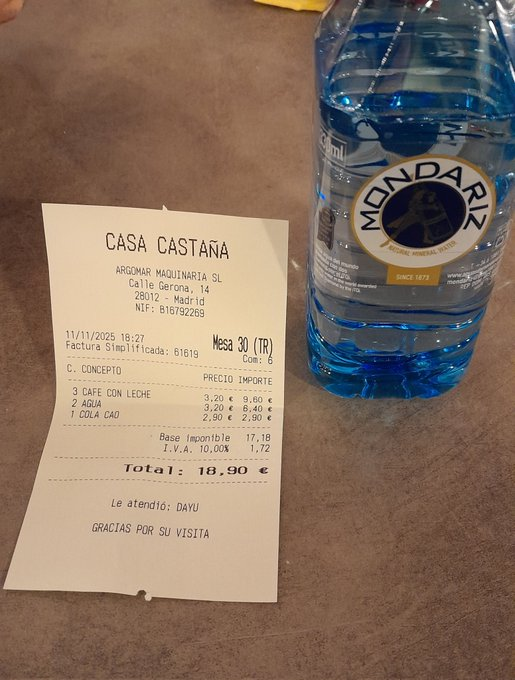 CASA CASTAÑA
ARGOMAR MAQUINARIA SL
Calle Gerona, 14
28012 - Madrid
NIF: B16792269
11/11/2025 18:27 Mesa 30 (TR)
Factura Simplificada: 61619 Com: 6
C. CONCEPTO PRECIO IMPORTE
3 CAFE CON LECHE 3,20 € 9,60 €
2 AGUA 3,20 € 6,40 €
1 COLA CAO 2,90 € 2,90 €
Base imponible 17,18
I.V.A. 10,00% 1,72
Total: 18,90 €
Le atendió: DAYU
GRACIAS POR SU VISITA
MONDARIZ
NATURAL MINERAL WATER
SINCE 1873